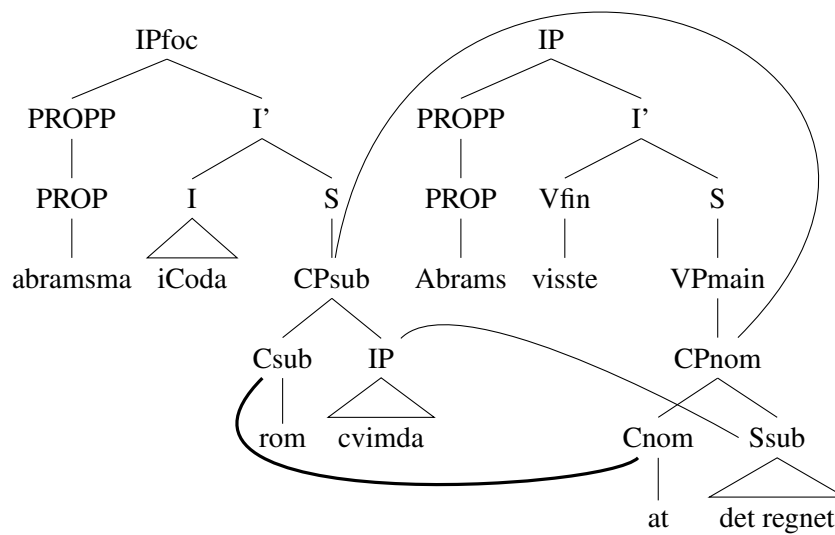 IPfoc IP
PROPP I' PROPP I'
PROP I S PROP Vfin S
abramsma iCoda CPsub Abrams visste VPmain
Csub IP CPnom
rom cvimda Cnom Ssub
at det regnet